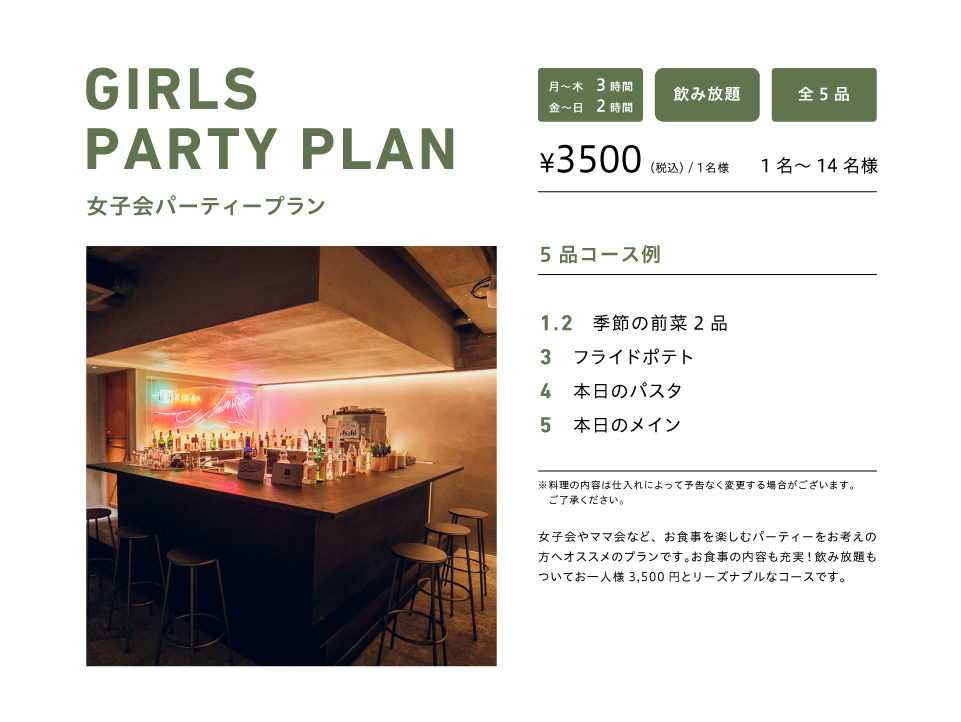 GIRLS
PARTY PLAN
女子会パーティープラン
月〜木 3 時間
金〜日 2 時間
飲み放題
全 5 品
¥3500 (税込) / 1名様 1 名〜 14 名様
5 品コース例
1.2 季節の前菜 2 品
3 フライドポテト
4 本日のパスタ
5 本日のメイン
※料理の内容は仕入れによって予告なく変更する場合がございます。
ご了承ください。
女子会やママ会など、お食事を楽しむパーティーをお考えの
方へオススメのプランです。お食事の内容も充実！飲み放題も
ついてお一人様 3,500 円とリーズナブルなコースです。
Asahi